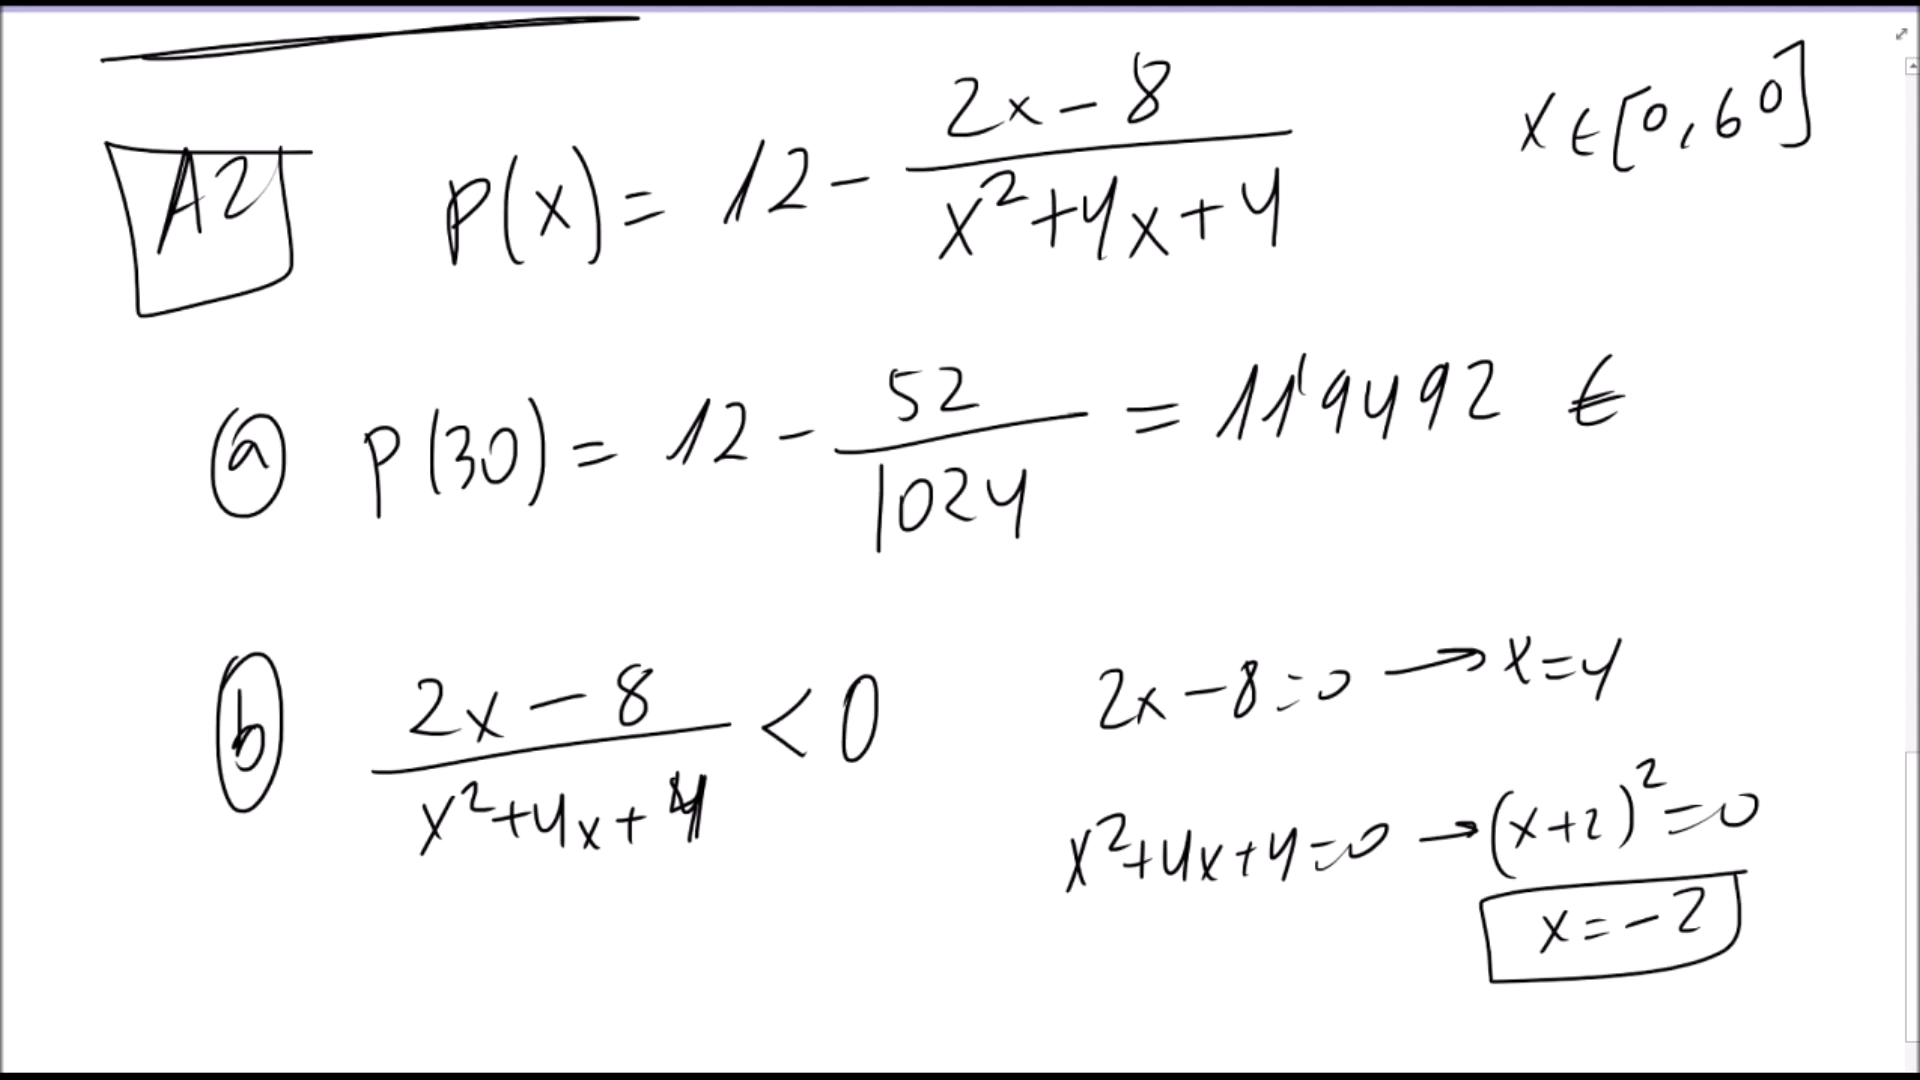 A2 P(x) = 12 - (2x - 8)/(x²+4x+4) x ∈ [0, 60]
a P(30) = 12 - 52/1024 = 11'9492 €
b (2x - 8)/(x²+4x+4) < 0 2x - 8 = 0 → x = 4
x²+4x+4=0 → (x+2)² = 0
x = -2